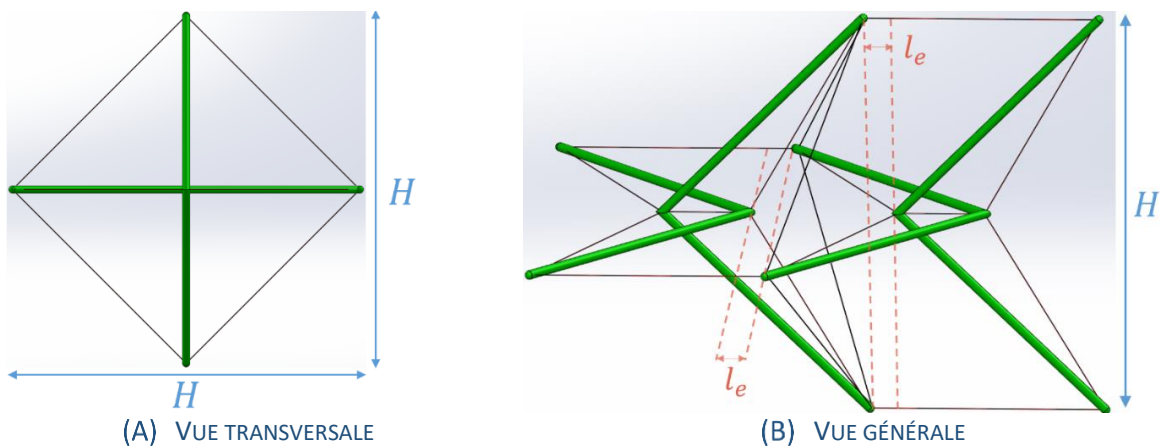 H
H
(A) VUE TRANSVERSALE
l_e
l_e
H
(B) VUE GÉNÉRALE